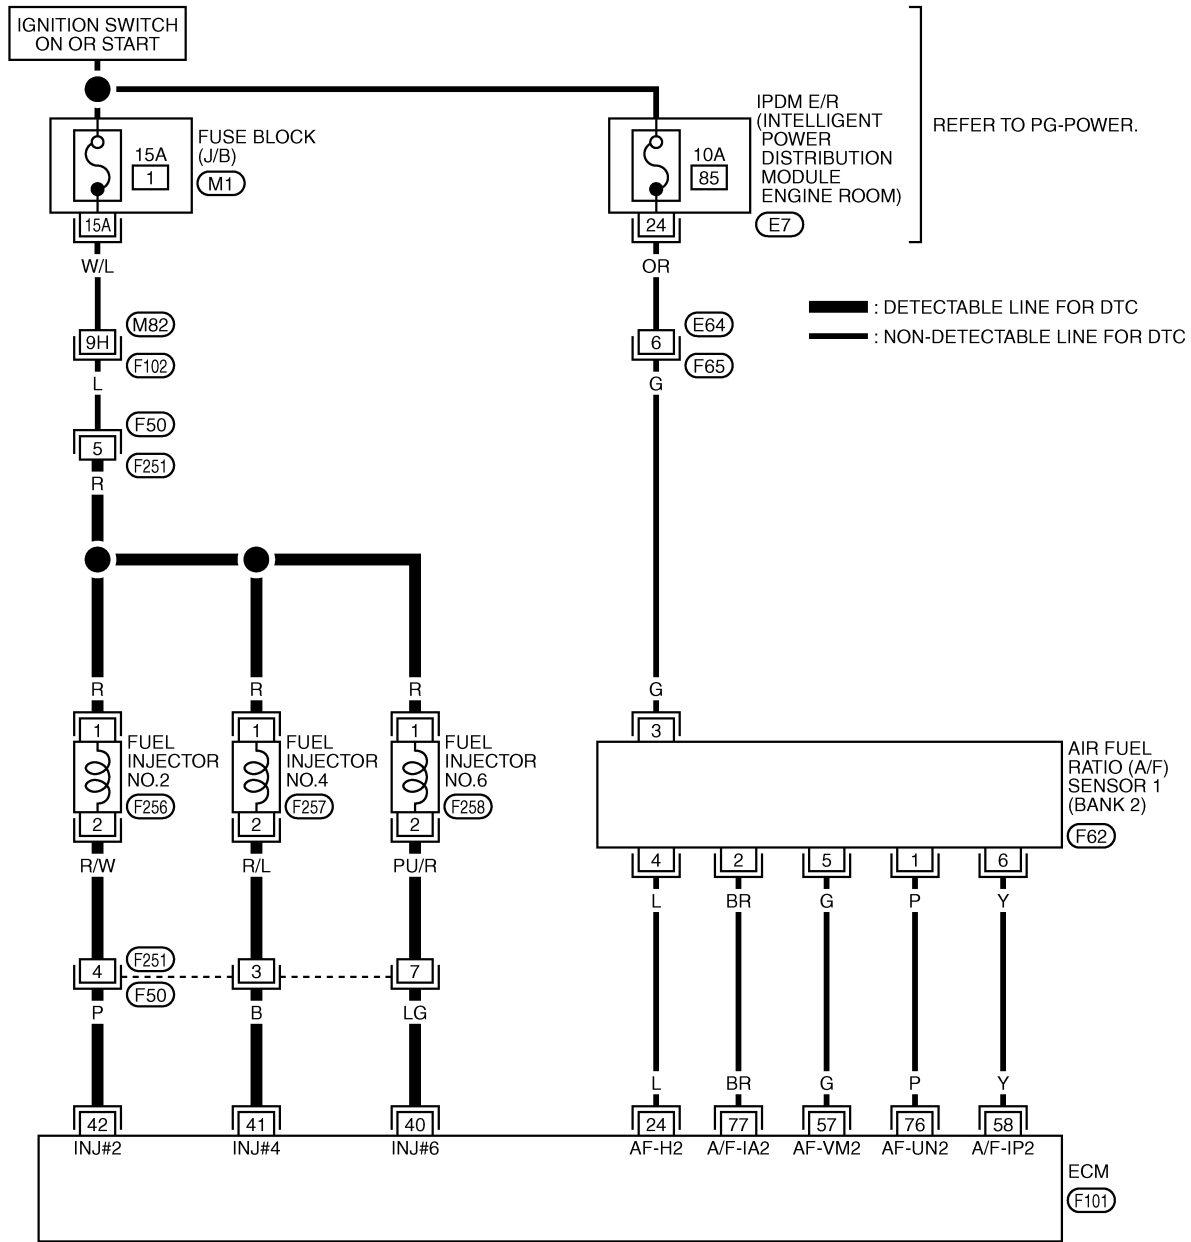 IGNITION SWITCH
ON OR START
FUSE BLOCK
(J/B)
M1
15A
1
15A
IPDM E/R
(INTELLIGENT
POWER
DISTRIBUTION
MODULE
ENGINE ROOM)
E7
10A
85
24
REFER TO PG-POWER.
W/L
OR
: DETECTABLE LINE FOR DTC
: NON-DETECTABLE LINE FOR DTC
M82
9H
F102
E64
6
F65
L
G
F50
5
F251
R
R
R
R
G
1
1
1
3
FUEL
INJECTOR
NO.2
F256
FUEL
INJECTOR
NO.4
F257
FUEL
INJECTOR
NO.6
F258
AIR FUEL
RATIO (A/F)
SENSOR 1
(BANK 2)
F62
2
2
2
4
2
5
1
6
R/W
R/L
PU/R
L
BR
G
P
Y
F251
4
3
7
F50
P
B
LG
L
BR
G
P
Y
42
41
40
24
77
57
76
58
INJ#2
INJ#4
INJ#6
AF-H2
A/F-IA2
AF-VM2
AF-UN2
A/F-IP2
ECM
F101